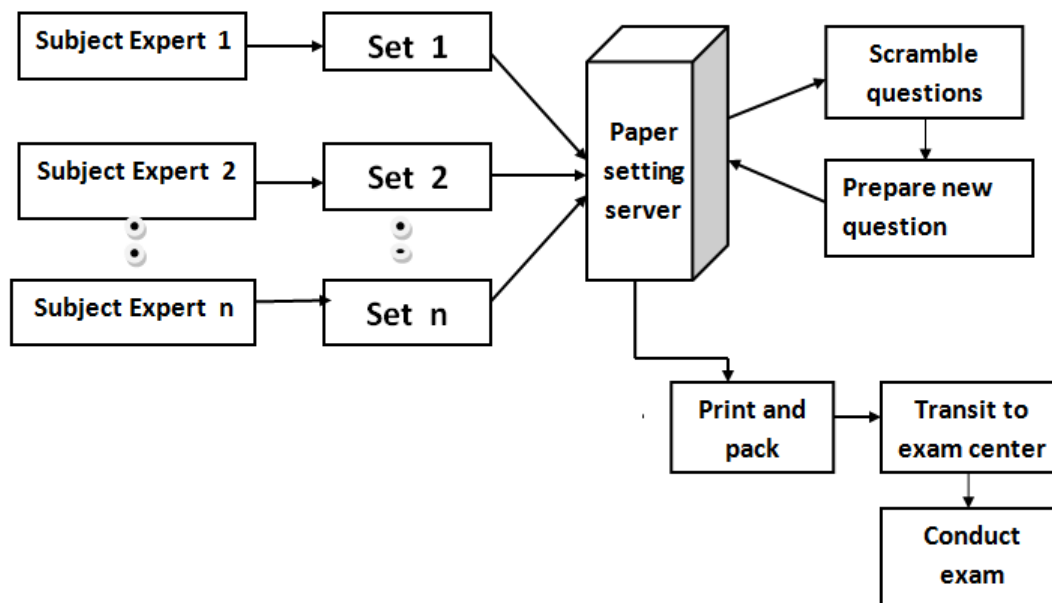 Subject Expert 1
Set 1
Subject Expert 2
Set 2
Subject Expert n
Set n
Paper
setting
server
Scramble
questions
Prepare new
question
Print and
pack
Transit to
exam center
Conduct
exam